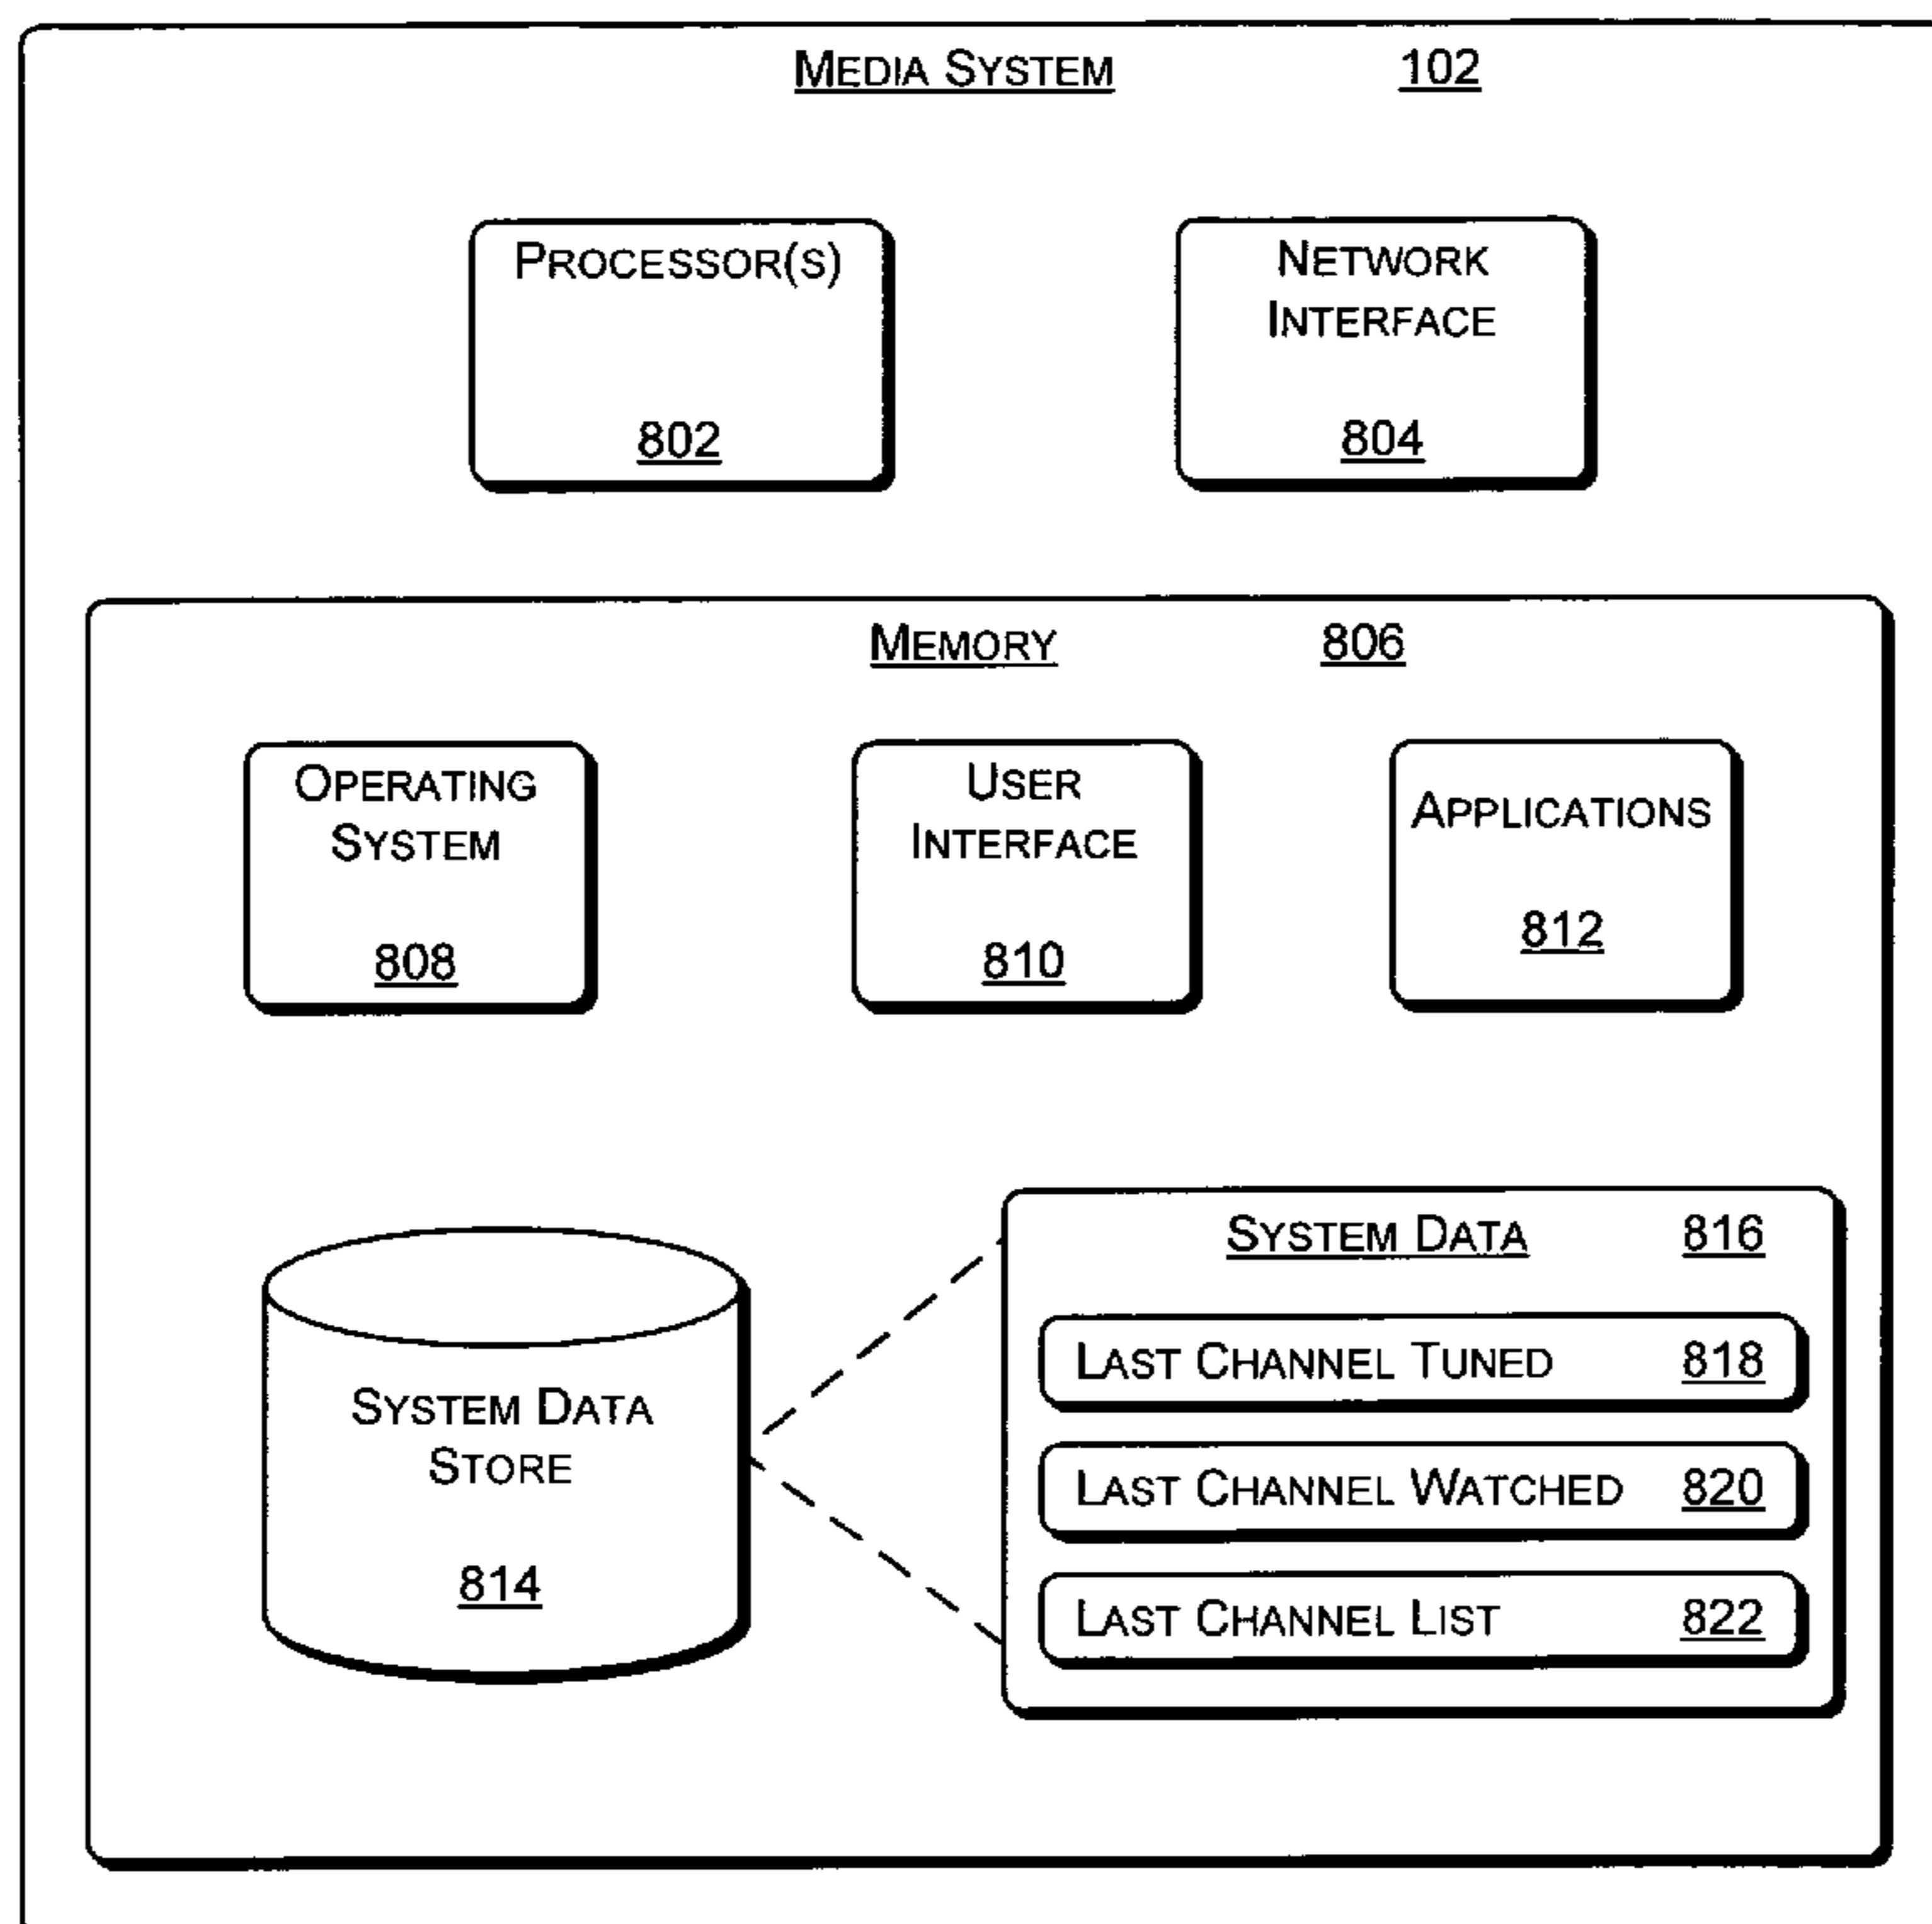 MEDIA SYSTEM 102
PROCESSOR(S)
802
NETWORK
INTERFACE
804
MEMORY 806
OPERATING
SYSTEM
808
USER
INTERFACE
810
APPLICATIONS
812
SYSTEM DATA
STORE
814
SYSTEM DATA 816
LAST CHANNEL TUNED 818
LAST CHANNEL WATCHED 820
LAST CHANNEL LIST 822